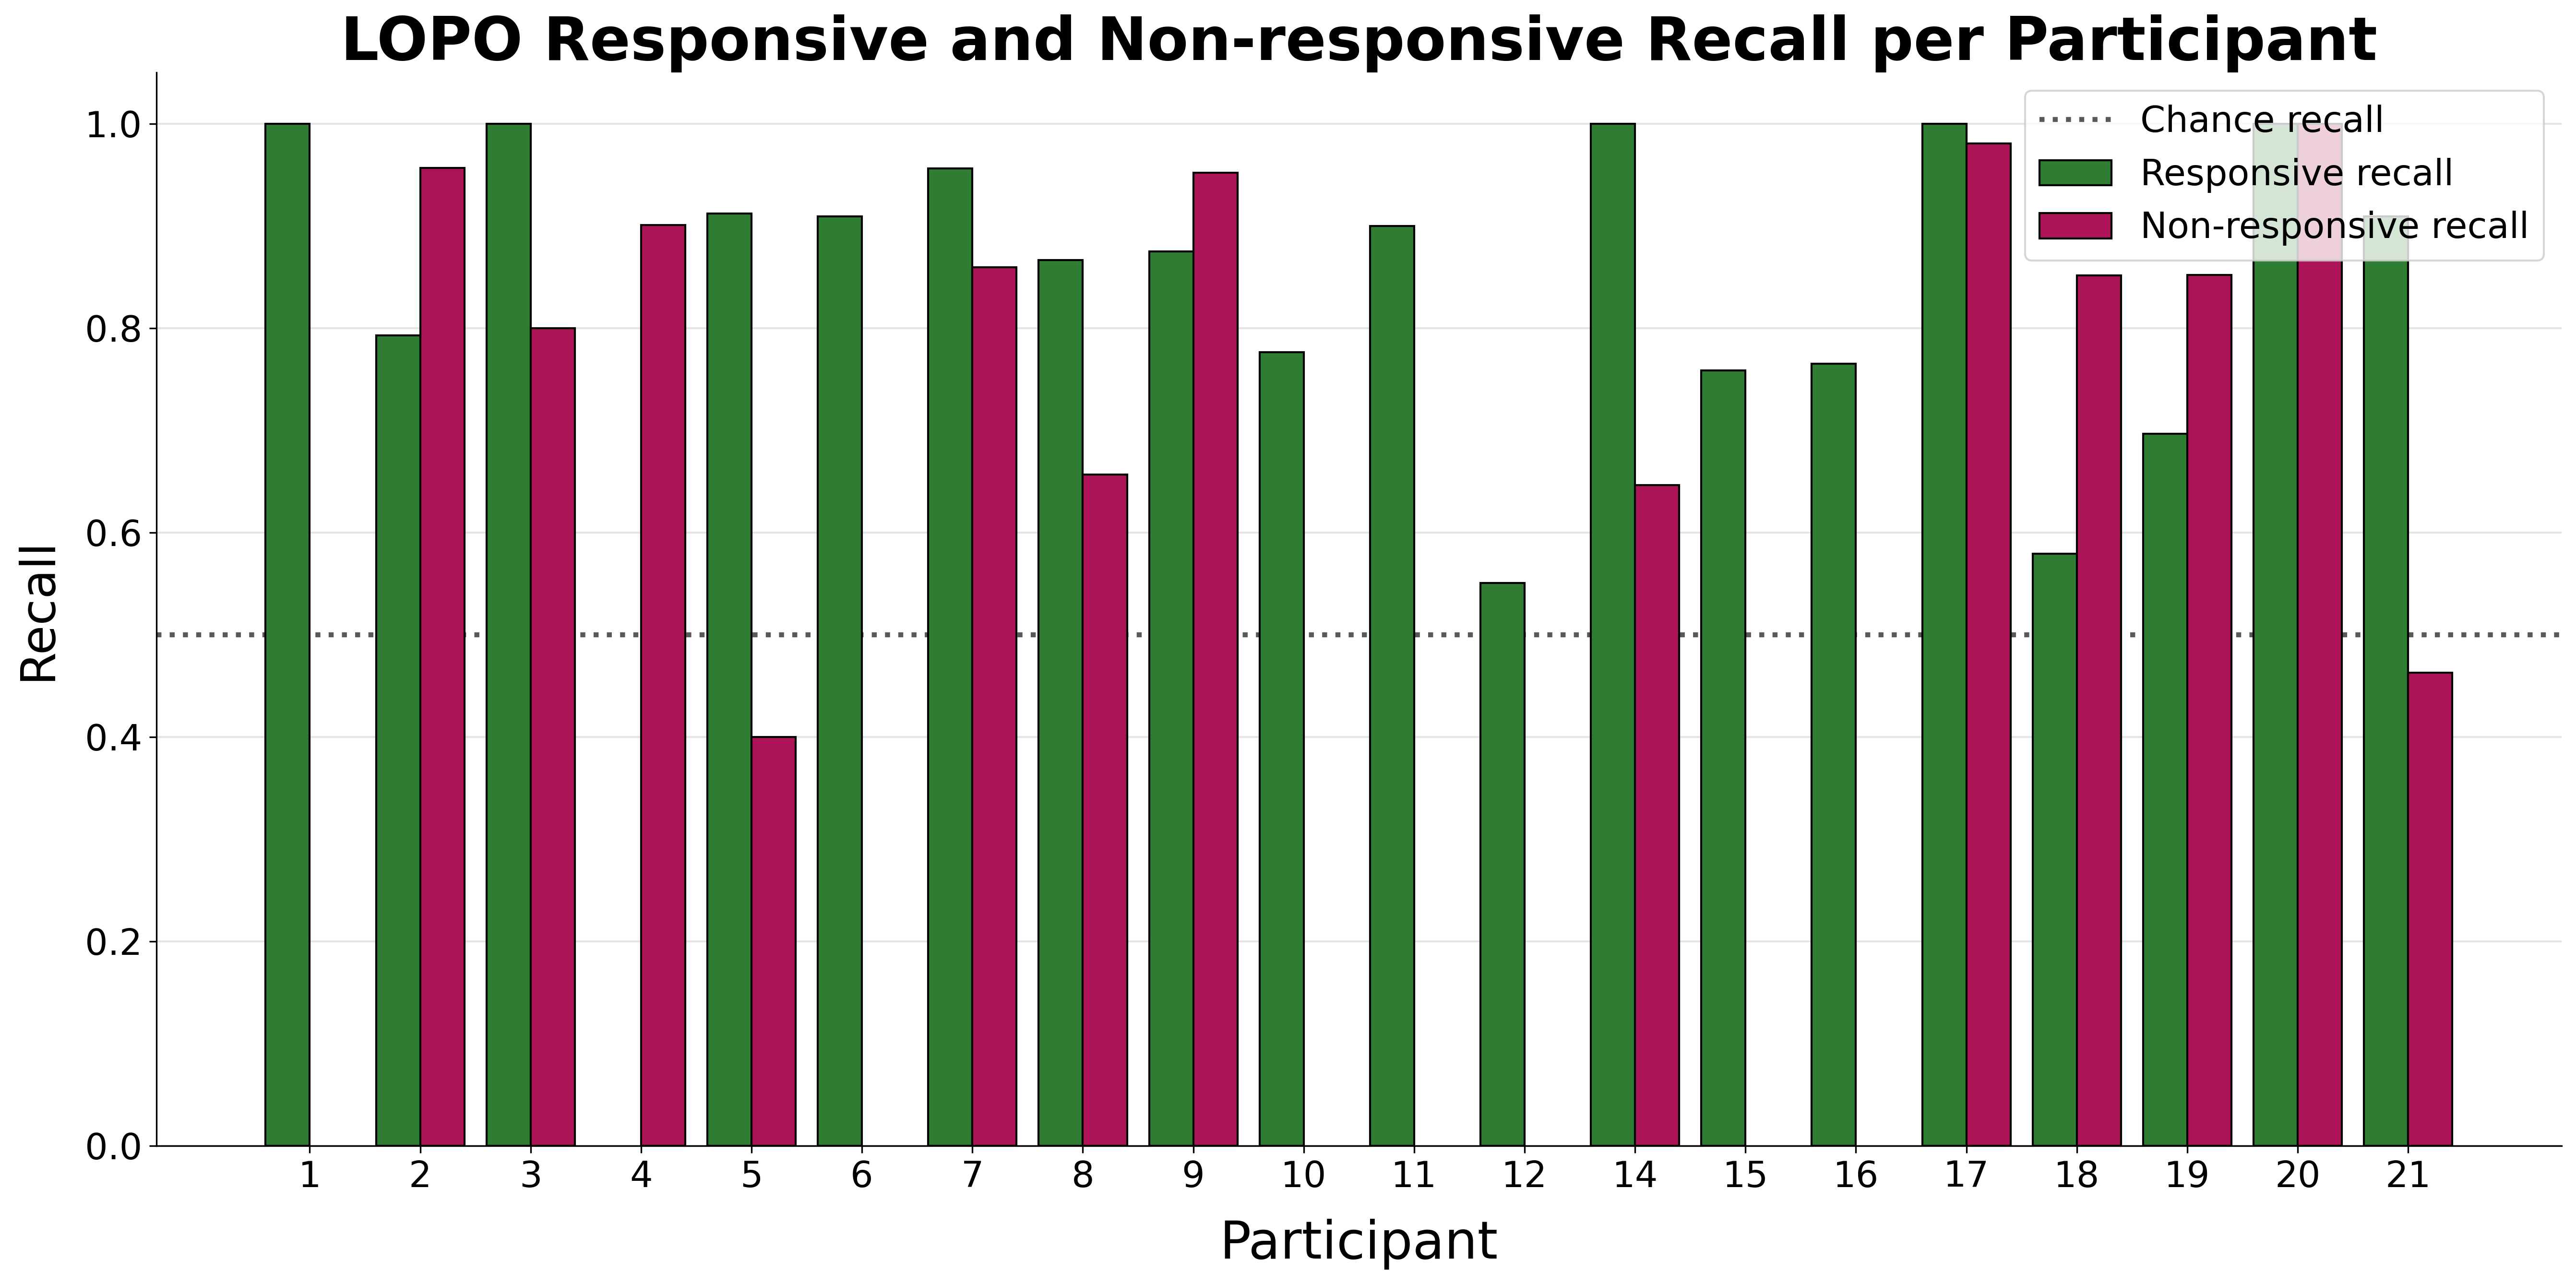 LOPO Responsive and Non-responsive Recall per Participant
Chance recall
Responsive recall
Non-responsive recall
1.0
0.8
0.6
0.4
0.2
0.0
Recall
1 2 3 4 5 6 7 8 9 10 11 12 14 15 16 17 18 19 20 21
Participant